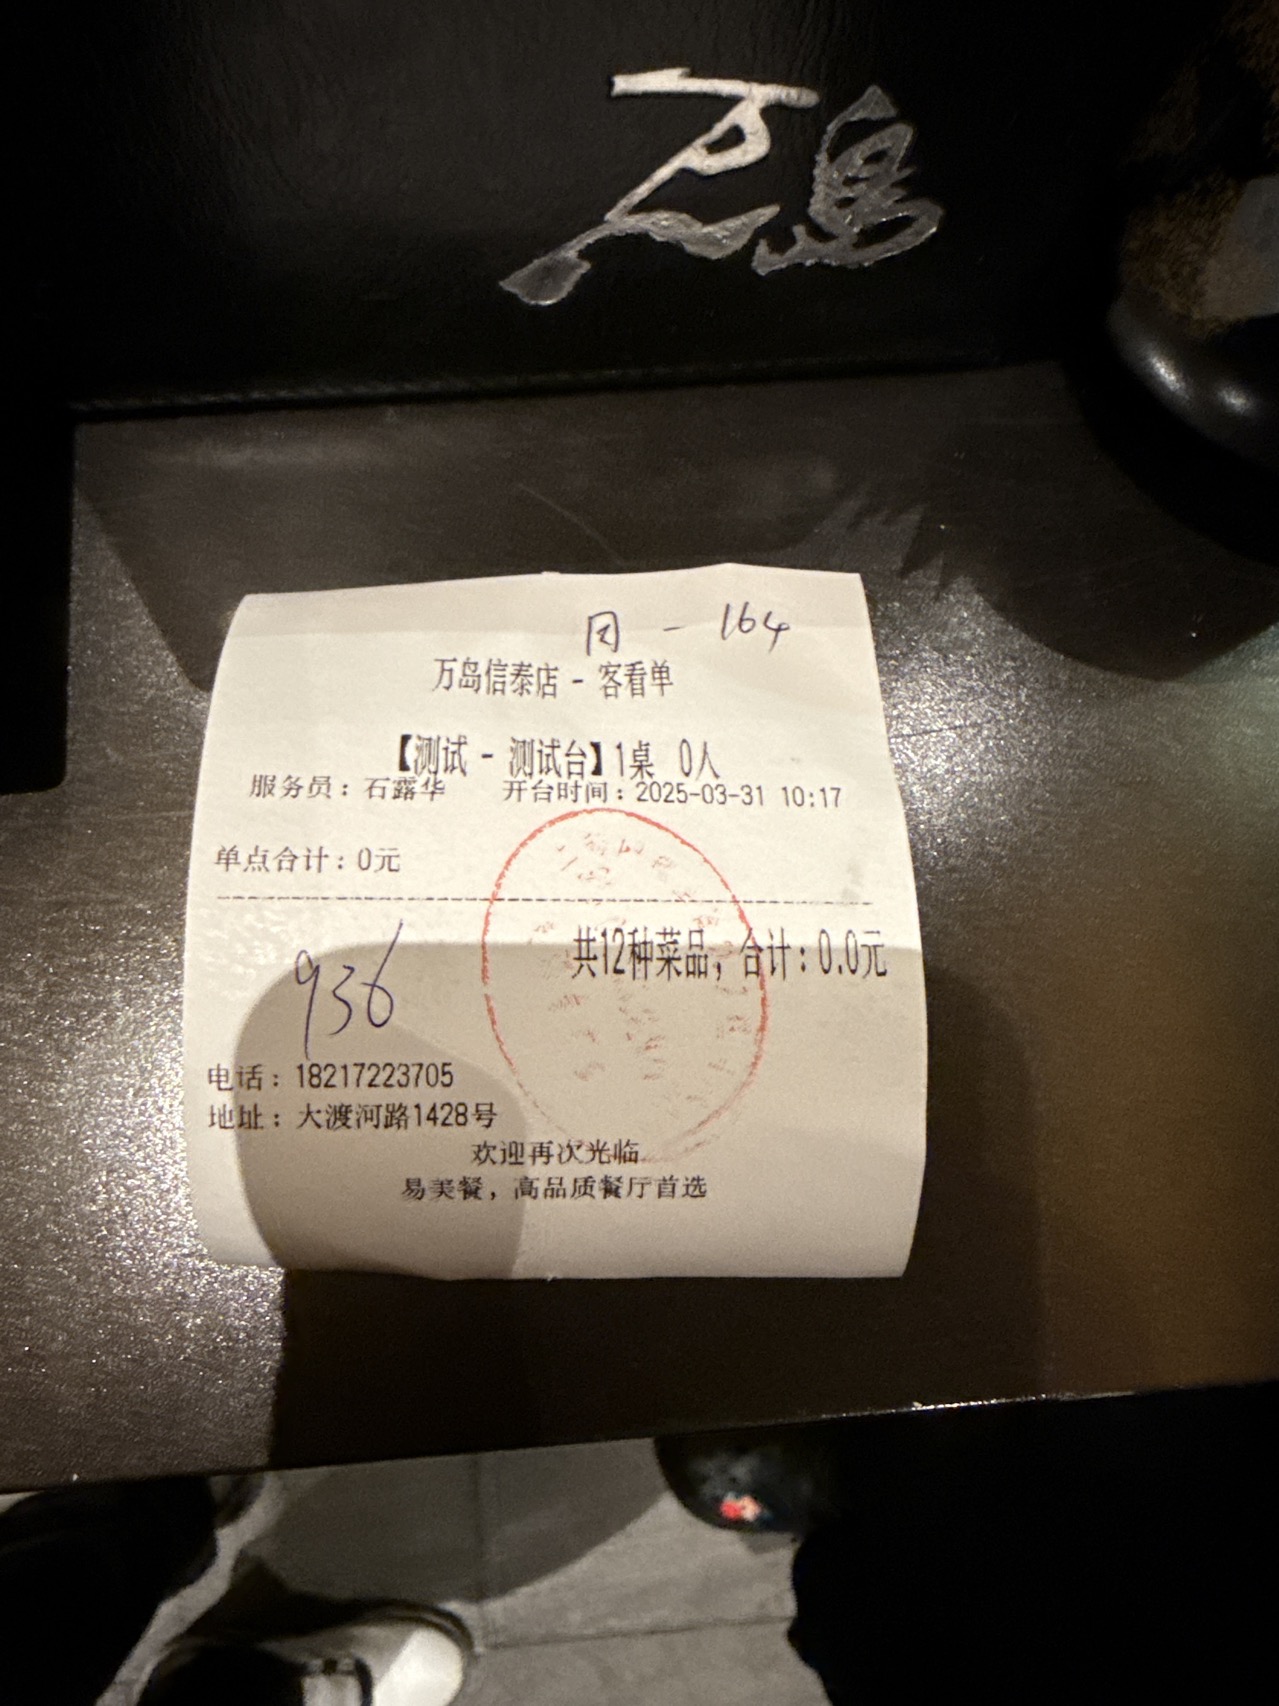 万岛
团 - 164
万岛信泰店 - 客看单
【测试 - 测试台】1桌 0人
服务员：石露华 开台时间：2025-03-31 10:17
单点合计：0元
共12种菜品，合计：0.0元
936
电话：18217223705
地址：大渡河路1428号
欢迎再次光临
易美餐，高品质餐厅首选